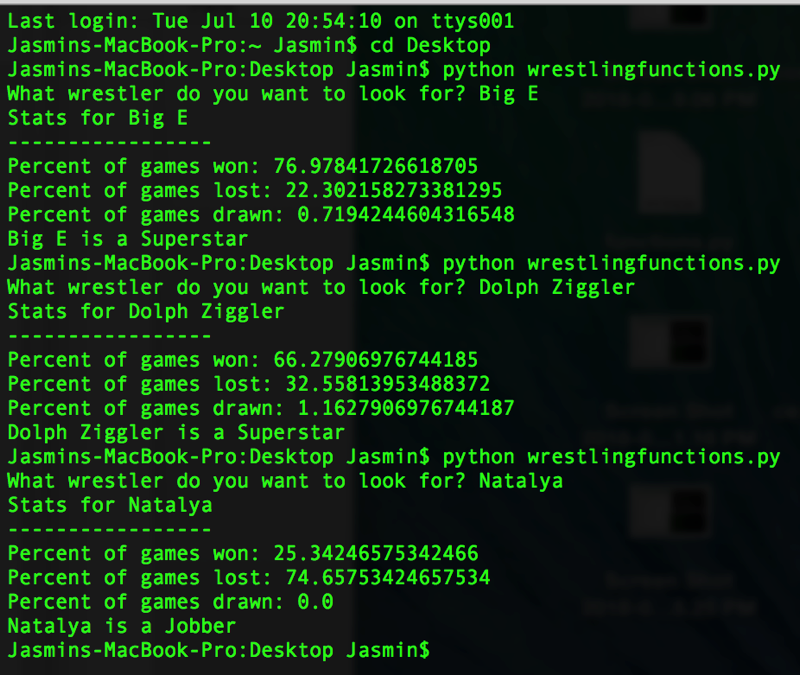 Last login: Tue Jul 10 20:54:10 on ttys001
Jasmins-MacBook-Pro:~ Jasmin$ cd Desktop
Jasmins-MacBook-Pro:Desktop Jasmin$ python wrestlingfunctions.py
What wrestler do you want to look for? Big E
Stats for Big E
-----------------
Percent of games won: 76.97841726618705
Percent of games lost: 22.302158273381295
Percent of games drawn: 0.7194244604316548
Big E is a Superstar
Jasmins-MacBook-Pro:Desktop Jasmin$ python wrestlingfunctions.py
What wrestler do you want to look for? Dolph Ziggler
Stats for Dolph Ziggler
-----------------
Percent of games won: 66.27906976744185
Percent of games lost: 32.55813953488372
Percent of games drawn: 1.1627906976744187
Dolph Ziggler is a Superstar
Jasmins-MacBook-Pro:Desktop Jasmin$ python wrestlingfunctions.py
What wrestler do you want to look for? Natalya
Stats for Natalya
-----------------
Percent of games won: 25.34246575342466
Percent of games lost: 74.65753424657534
Percent of games drawn: 0.0
Natalya is a Jobber
Jasmins-MacBook-Pro:Desktop Jasmin$